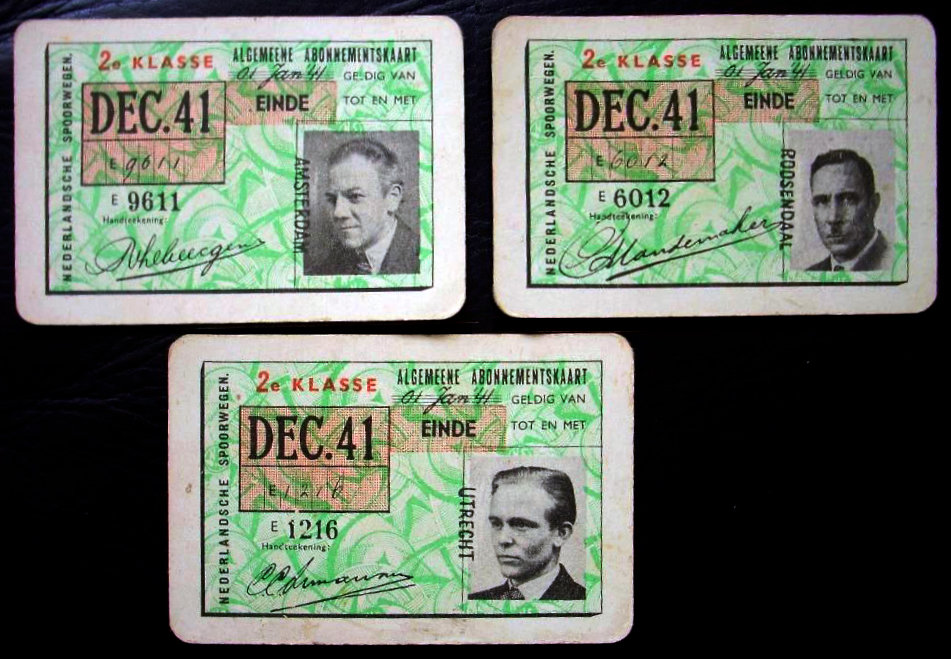 NEDERLANDSCHE SPOORWEGEN.
2e KLASSE
ALGEMEENE ABONNEMENTSKAART
01 Jan 41 GELDIG VAN
DEC. 41
EINDE
TOT EN MET
E 9611
E 9611
Handteekening:
AMSTERDAM
NEDERLANDSCHE SPOORWEGEN.
2e KLASSE
ALGEMEENE ABONNEMENTSKAART
01 Jan 41 GELDIG VAN
DEC. 41
EINDE
TOT EN MET
E 6012
E 6012
Handteekening:
Mandemaker
ROOSENDAAL
NEDERLANDSCHE SPOORWEGEN.
2e KLASSE
ALGEMEENE ABONNEMENTSKAART
01 Jan 41 GELDIG VAN
DEC. 41
EINDE
TOT EN MET
E 1216
E 1216
Handteekening:
UTRECHT